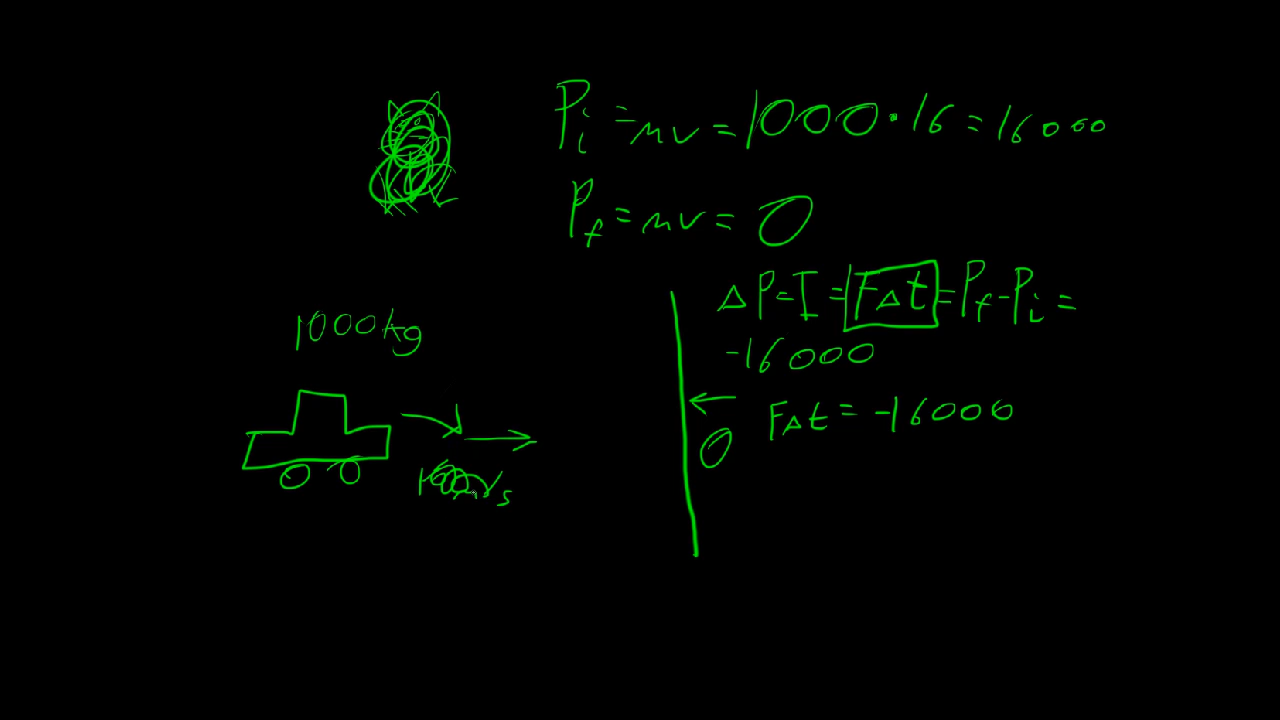 Pi = mv = 1000 · 16 = 16000
Pf = mv = 0
ΔP = I = FΔt = Pf - Pi =
-16000
FΔt = -16000
0
1000kg